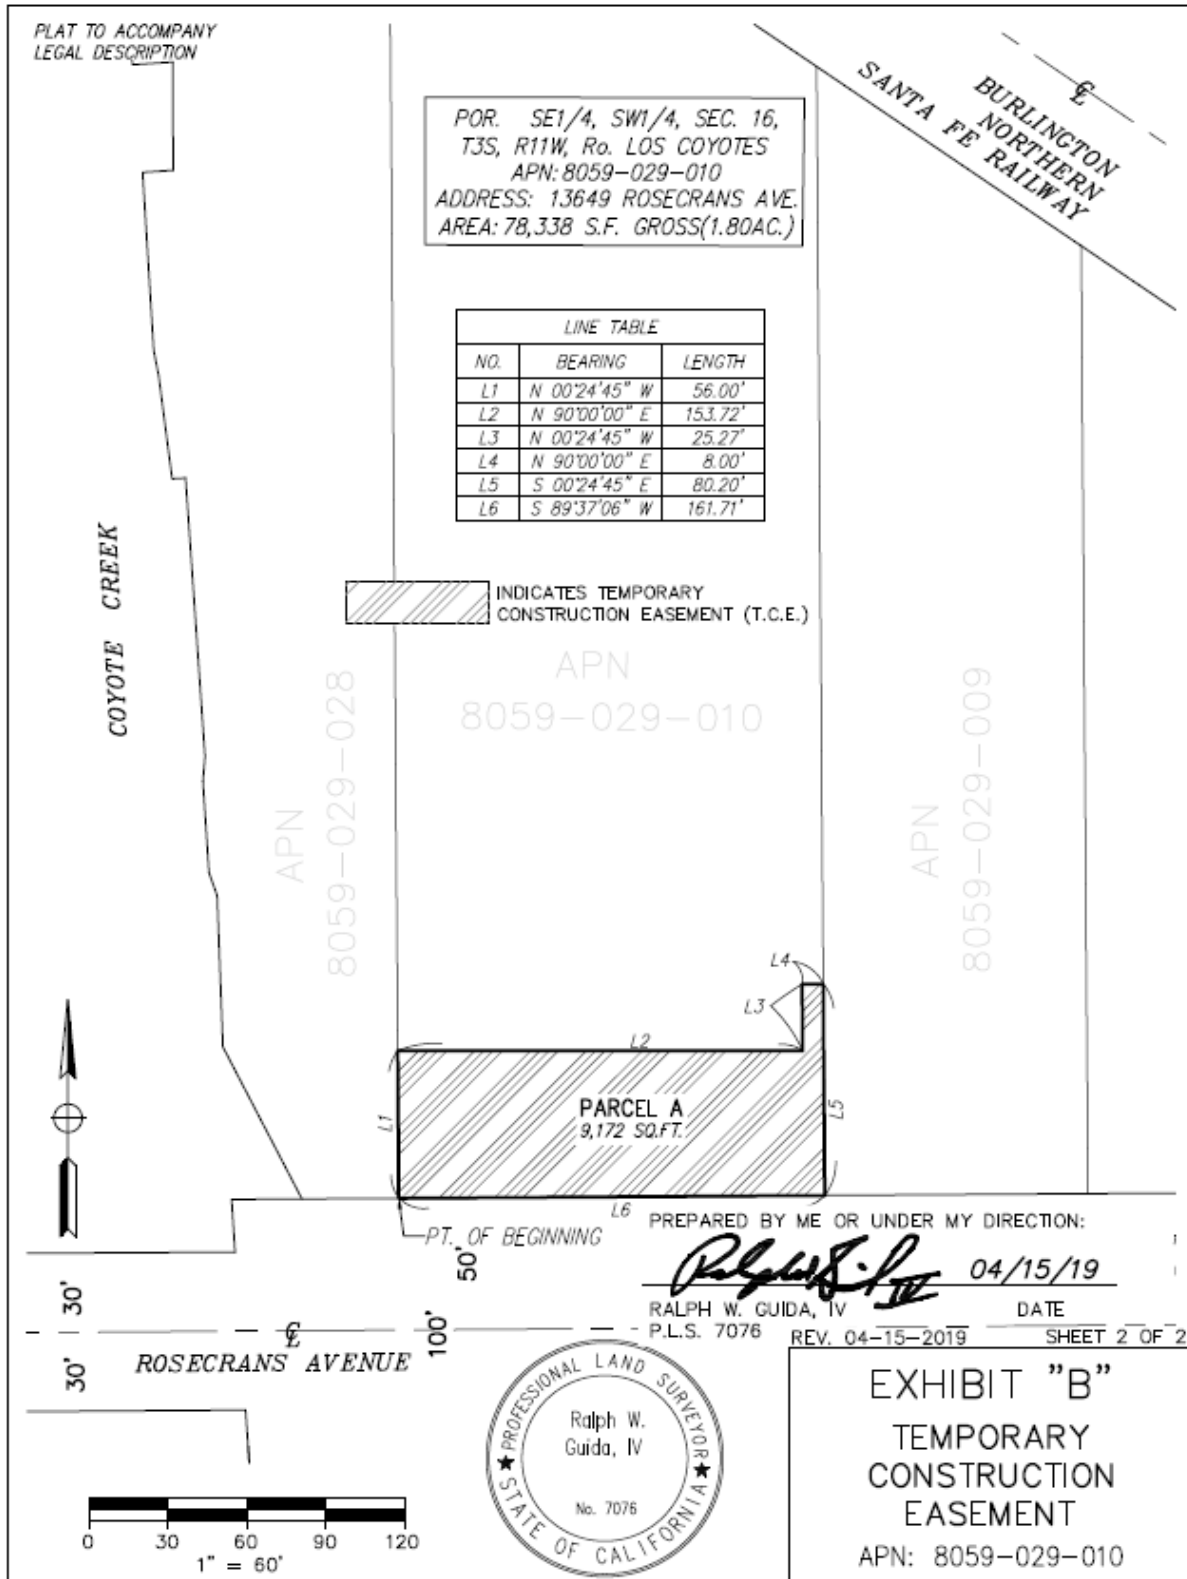 PLAT TO ACCOMPANY
LEGAL DESCRIPTION
POR. SE1/4, SW1/4, SEC. 16,
T3S, R11W, Ro. LOS COYOTES
APN: 8059-029-010
ADDRESS: 13649 ROSECRANS AVE.
AREA: 78,338 S.F. GROSS(1.80AC.)
℄
BURLINGTON
NORTHERN
SANTA FE RAILWAY
LINE TABLE
NO. BEARING LENGTH
L1 N 00°24'45" W 56.00'
L2 N 90°00'00" E 153.72'
L3 N 00°24'45" W 25.27'
L4 N 90°00'00" E 8.00'
L5 S 00°24'45" E 80.20'
L6 S 89°37'06" W 161.71'
INDICATES TEMPORARY
CONSTRUCTION EASEMENT (T.C.E.)
COYOTE CREEK
APN
8059-029-028
APN
8059-029-010
APN
8059-029-009
L4
L3
L2
L1
PARCEL A
9,172 SQ.FT.
L5
L6
PT. OF BEGINNING
50'
100'
30'
30'
℄
ROSECRANS AVENUE
PREPARED BY ME OR UNDER MY DIRECTION:
Ralph W. Guida IV
04/15/19
RALPH W. GUIDA, IV DATE
P.L.S. 7076
REV. 04-15-2019 SHEET 2 OF 2
PROFESSIONAL LAND SURVEYOR
Ralph W.
Guida, IV
No. 7076
STATE OF CALIFORNIA
0 30 60 90 120
1" = 60'
EXHIBIT "B"
TEMPORARY
CONSTRUCTION
EASEMENT
APN: 8059-029-010